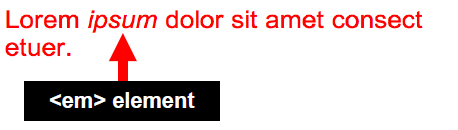 Lorem ipsum dolor sit amet consect
etuer.
<em> element